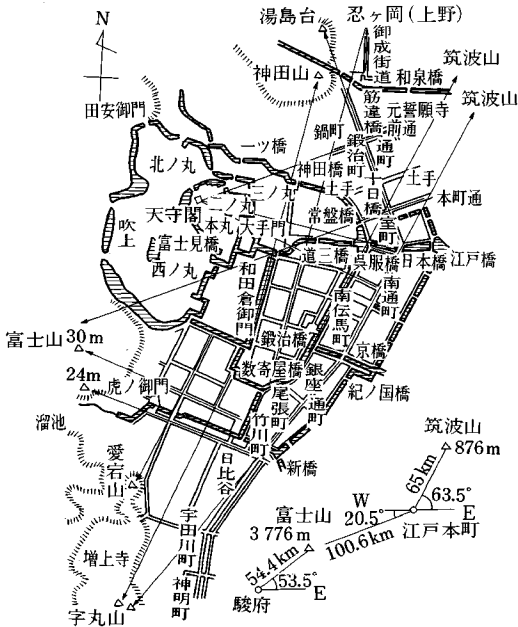 N
湯島台
忍ヶ岡(上野)
御成街道
筑波山
和泉橋
筑波山
神田山
田安御門
筋違橋
元誓願寺前通
鍋町
鍛冶町
通町
一ツ橋
神田橋
北ノ丸
三ノ丸
土手
十日橋
土手
本町通
二ノ丸
常盤橋
室町
天守閣
本丸
大手門
吹上
富士見橋
道三橋
呉服橋
日本橋
江戸橋
西ノ丸
和田倉御門
南伝馬町
南通町
富士山
30m
鍛治橋
京橋
24m
虎ノ御門
数寄屋橋
銀座通町
紀ノ国橋
尾張町
溜池
竹川町
愛宕山
日比谷
新橋
増上寺
宇田川町
神明町
字丸山
筑波山
876m
65km
63.5°
W
E
20.5°
江戸本町
富士山
3776m
100.6km
54.4km
53.5°
E
駿府